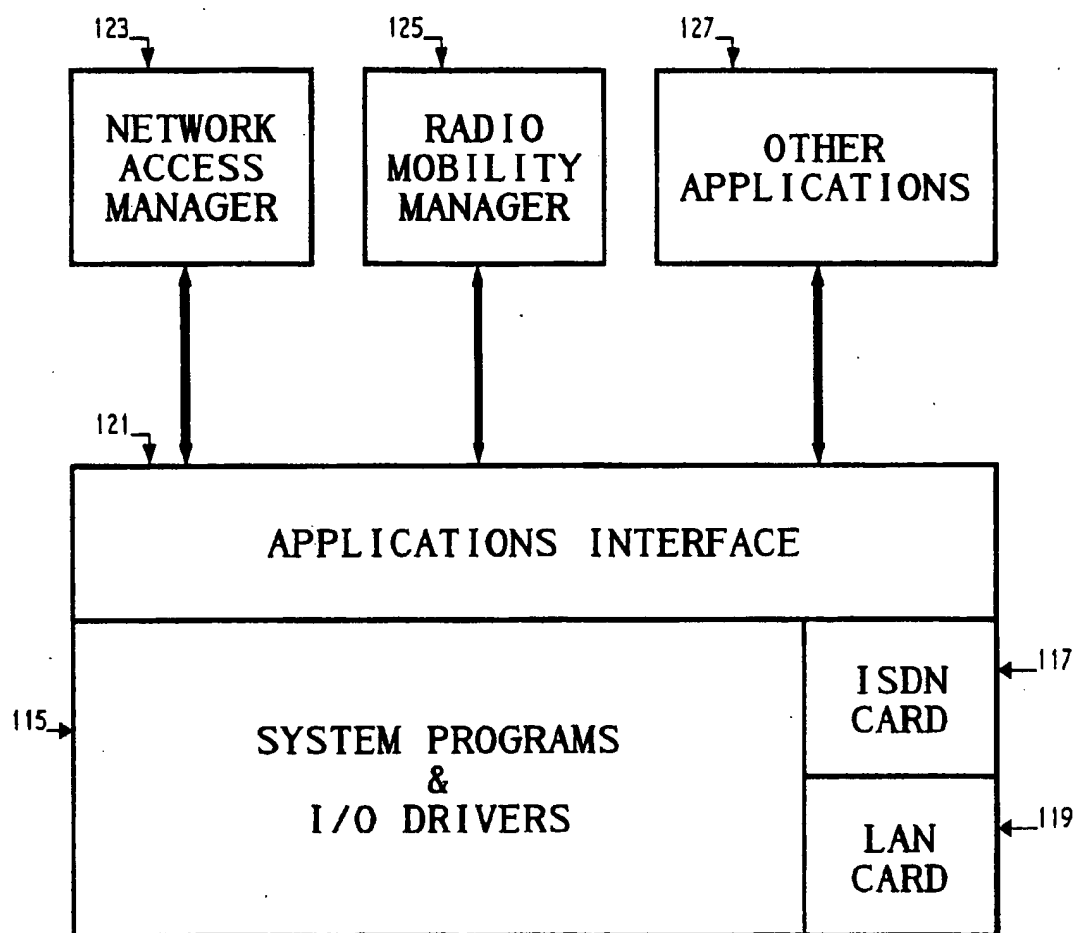 123
125
127
NETWORK
ACCESS
MANAGER
RADIO
MOBILITY
MANAGER
OTHER
APPLICATIONS
121
APPLICATIONS INTERFACE
115
SYSTEM PROGRAMS
&
I/O DRIVERS
ISDN
CARD
117
LAN
CARD
119